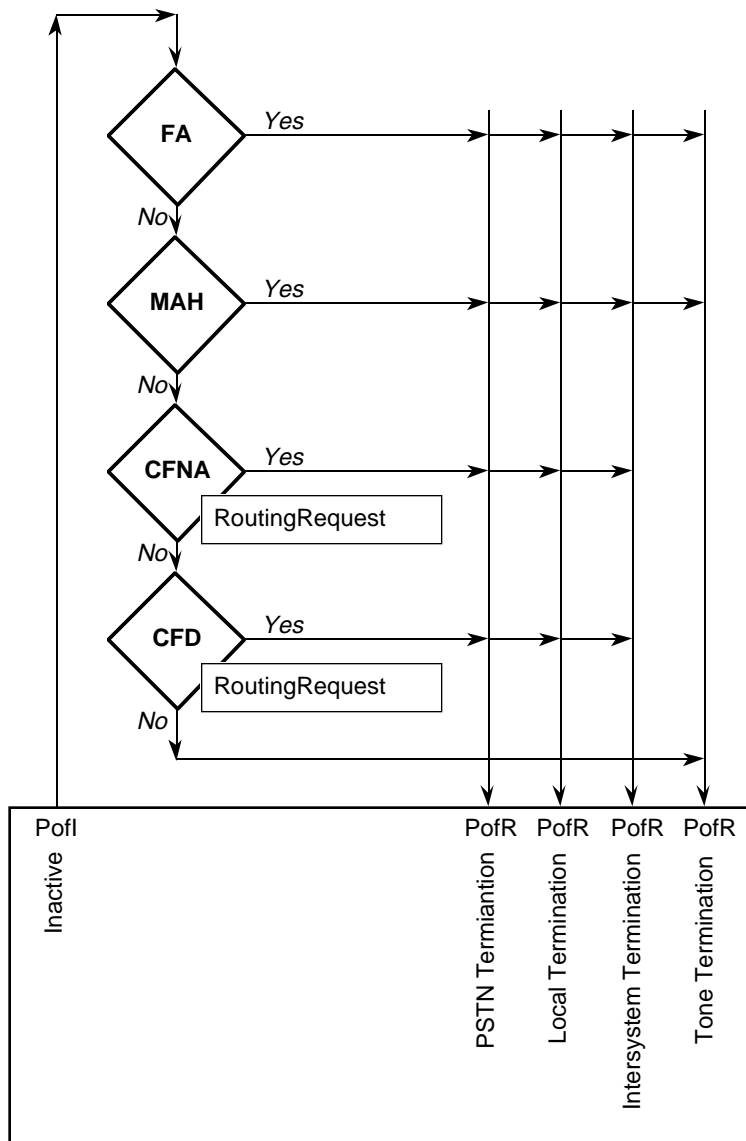 FA
Yes
No
MAH
Yes
No
CFNA
Yes
RoutingRequest
No
CFD
Yes
RoutingRequest
No
PofI
PofR
PofR
PofR
PofR
Inactive
PSTN Termiantion
Local Termination
Intersystem Termination
Tone Termination